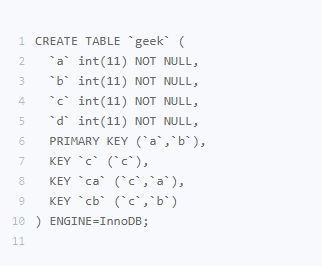 1 CREATE TABLE `geek` (
2 `a` int(11) NOT NULL,
3 `b` int(11) NOT NULL,
4 `c` int(11) NOT NULL,
5 `d` int(11) NOT NULL,
6 PRIMARY KEY (`a`,`b`),
7 KEY `c` (`c`),
8 KEY `ca` (`c`,`a`),
9 KEY `cb` (`c`,`b`)
10 ) ENGINE=InnoDB;
11